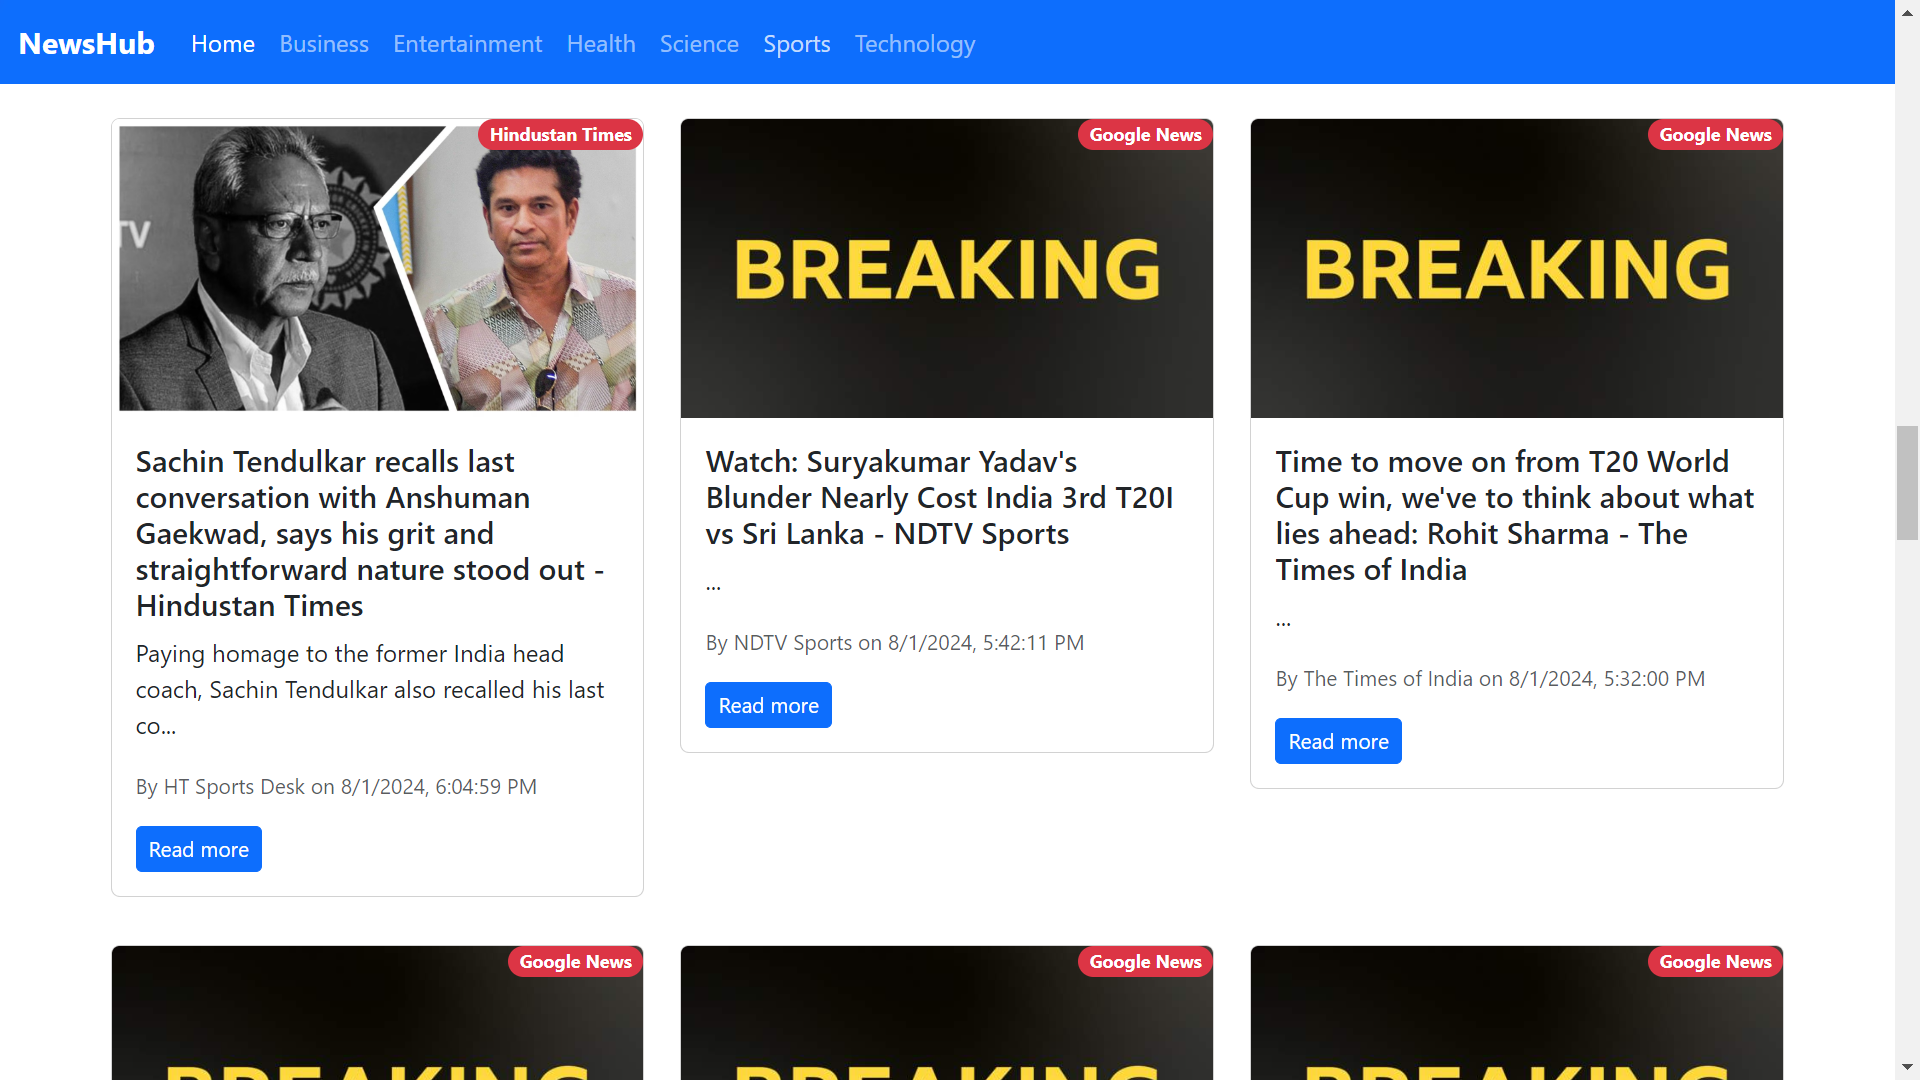 NewsHub Home Business Entertainment Health Science Sports Technology
Hindustan Times
TV
Sachin Tendulkar recalls last
conversation with Anshuman
Gaekwad, says his grit and
straightforward nature stood out -
Hindustan Times
Paying homage to the former India head
coach, Sachin Tendulkar also recalled his last
co...
By HT Sports Desk on 8/1/2024, 6:04:59 PM
Read more
Google News
BREAKING
Watch: Suryakumar Yadav's
Blunder Nearly Cost India 3rd T20I
vs Sri Lanka - NDTV Sports
...
By NDTV Sports on 8/1/2024, 5:42:11 PM
Read more
Google News
BREAKING
Time to move on from T20 World
Cup win, we've to think about what
lies ahead: Rohit Sharma - The
Times of India
...
By The Times of India on 8/1/2024, 5:32:00 PM
Read more
Google News
BREAKING
Google News
BREAKING
Google News
BREAKING